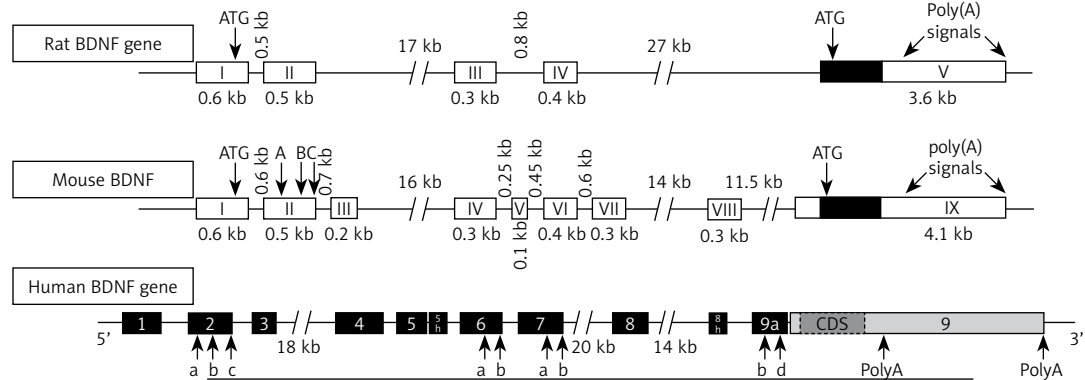 Rat BDNF gene
ATG
0.5 kb
17 kb
0.8 kb
27 kb
ATG
Poly(A)
signals
I
II
III
IV
V
0.6 kb
0.5 kb
0.3 kb
0.4 kb
3.6 kb
Mouse BDNF
ATG
0.6 kb
A
B
C
0.7 kb
16 kb
0.25 kb
0.45 kb
0.6 kb
14 kb
11.5 kb
ATG
poly(A)
signals
I
II
III
IV
V
VI
VII
VIII
IX
0.6 kb
0.5 kb
0.2 kb
0.3 kb
0.1 kb
0.4 kb
0.3 kb
0.3 kb
4.1 kb
Human BDNF gene
5’
1
2
3
4
5
5h
6
7
8
8h
9a
CDS
9
3’
18 kb
20 kb
14 kb
a
b
c
a
b
a
b
b
d
PolyA
PolyA